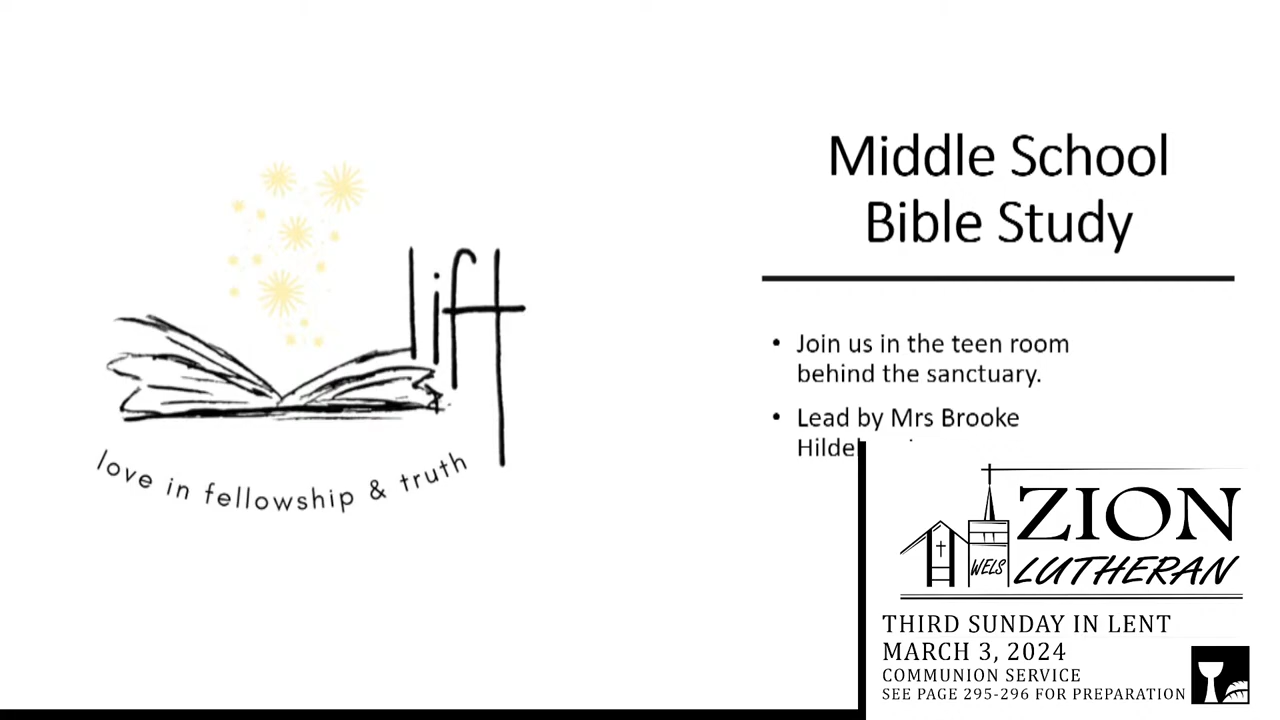 lift
love in fellowship & truth
Middle School
Bible Study
• Join us in the teen room
behind the sanctuary.
• Lead by Mrs Brooke
ZION
WELS
LUTHERAN
THIRD SUNDAY IN LENT
MARCH 3, 2024
COMMUNION SERVICE
SEE PAGE 295-296 FOR PREPARATION